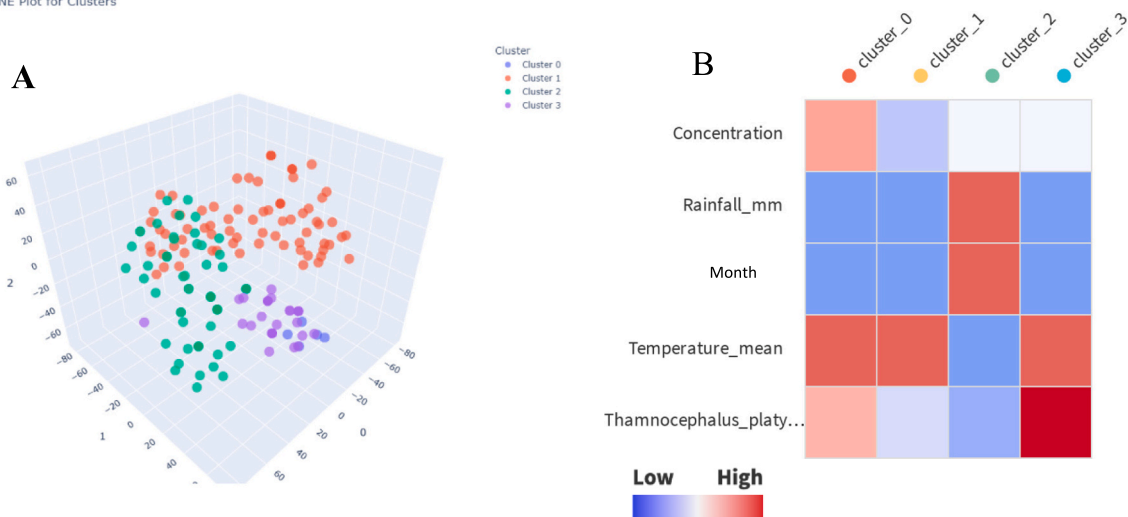 NE Plot for Clusters
A
Cluster
Cluster 0
Cluster 1
Cluster 2
Cluster 3
60
40
20
0
−20
−40
−60
2
−80
−60
−40
−20
0
20
40
1
−80
−60
−40
−20
0
20
40
60
0
B
cluster_0
cluster_1
cluster_2
cluster_3
Concentration
Rainfall_mm
Month
Temperature_mean
Thamnocephalus_platy...
Low High